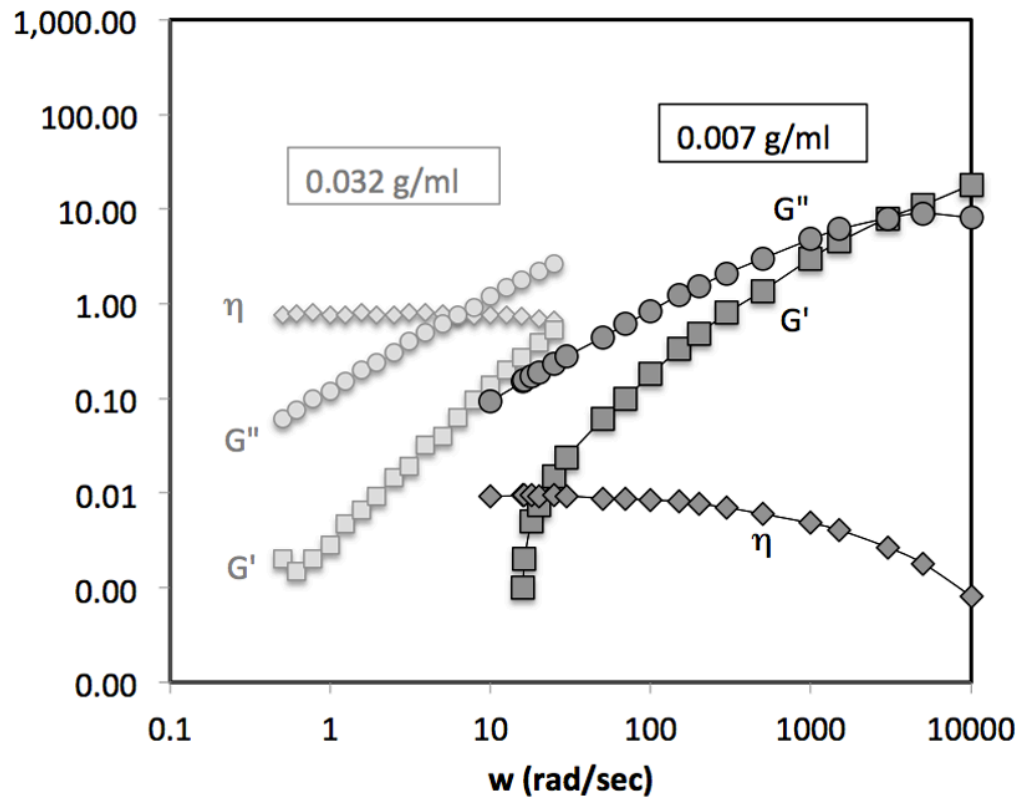 1,000.00
100.00
10.00
1.00
0.10
0.01
0.00
0.00
0.032 g/ml
0.007 g/ml
η
G"
G'
G"
G'
η
0.1
1
10
100
1000
10000
w (rad/sec)